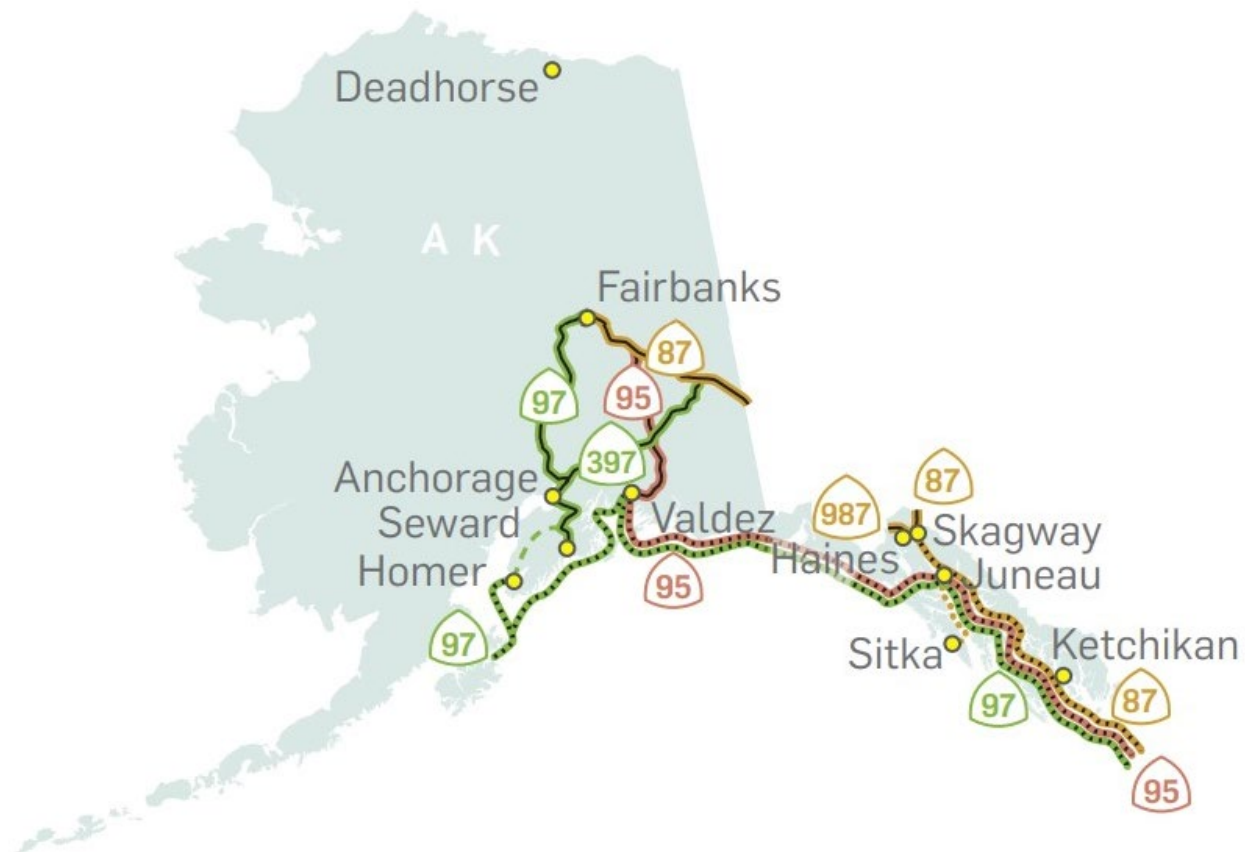 Deadhorse
A K
Fairbanks
87
97
95
397
Anchorage
Seward
Valdez
987
87
Skagway
Haines
Juneau
Homer
95
97
Sitka
Ketchikan
97
87
95